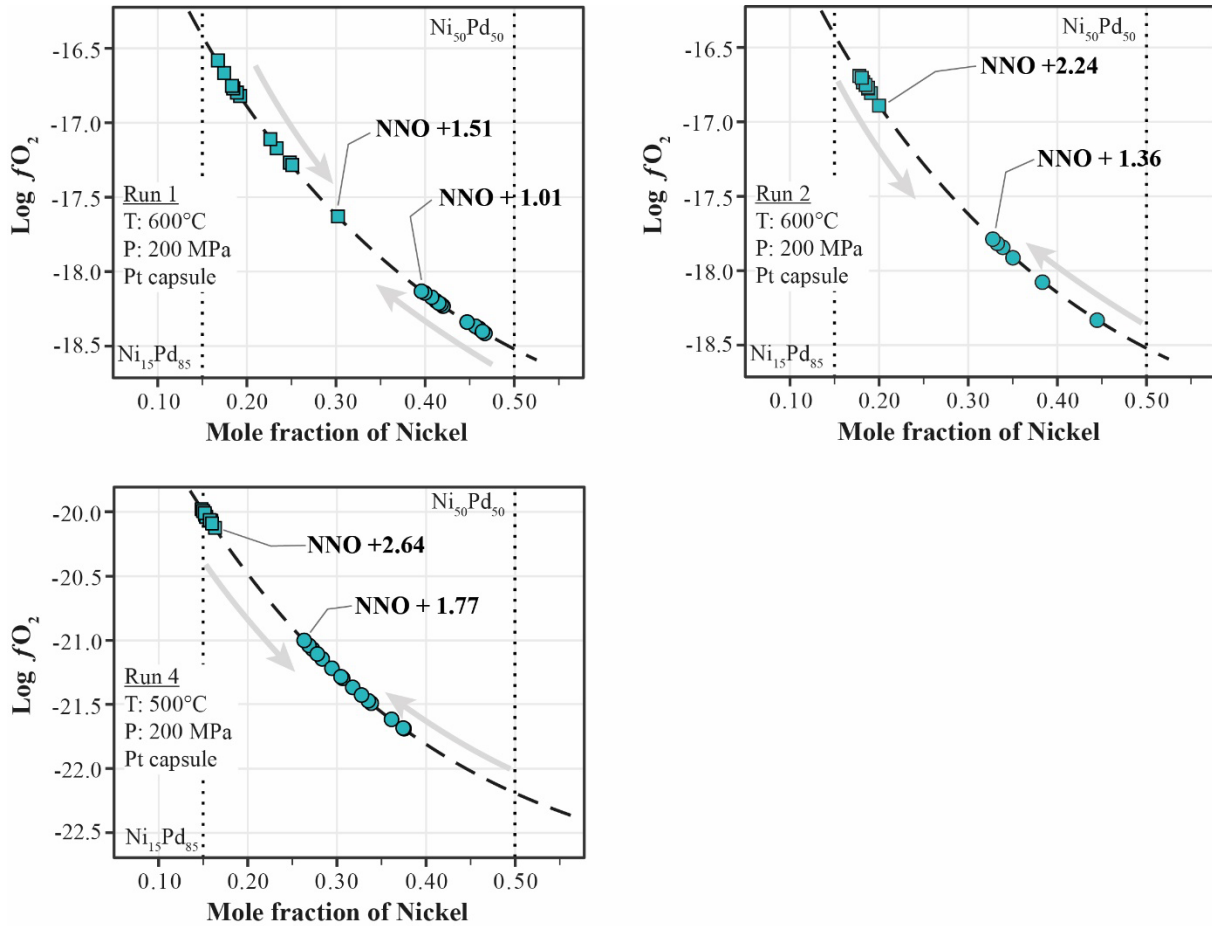 Ni50Pd50
-16.5
-17.0
-17.5
-18.0
-18.5
Log fO2
NNO +1.51
NNO + 1.01
Run 1
T: 600°C
P: 200 MPa
Pt capsule
Ni15Pd85
0.10 0.20 0.30 0.40 0.50
Mole fraction of Nickel
Ni50Pd50
-16.5
-17.0
-17.5
-18.0
-18.5
Log fO2
NNO +2.24
NNO + 1.36
Run 2
T: 600°C
P: 200 MPa
Pt capsule
Ni15Pd85
0.10 0.20 0.30 0.40 0.50
Mole fraction of Nickel
Ni50Pd50
-20.0
-20.5
-21.0
-21.5
-22.0
-22.5
Log fO2
NNO +2.64
NNO + 1.77
Run 4
T: 500°C
P: 200 MPa
Pt capsule
Ni15Pd85
0.10 0.20 0.30 0.40 0.50
Mole fraction of Nickel